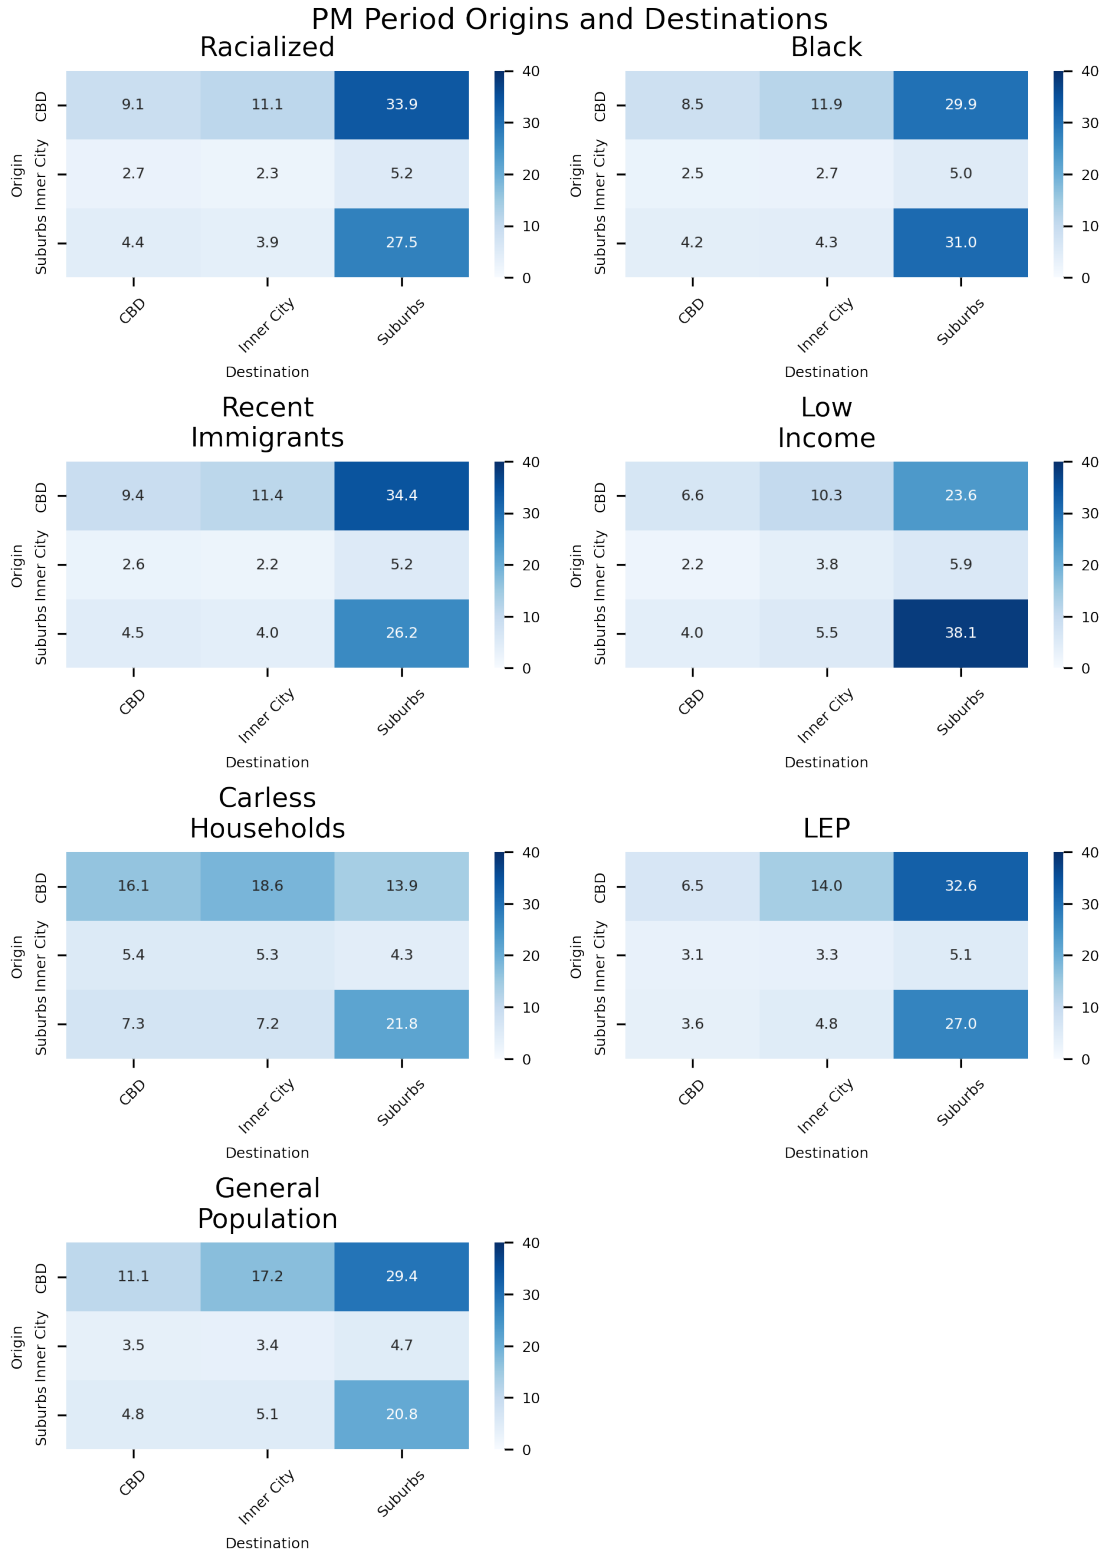 PM Period Origins and Destinations
Racialized
Origin
CBD
Inner City
Suburbs
9.1 11.1 33.9
2.7 2.3 5.2
4.4 3.9 27.5
CBD Inner City Suburbs
Destination
40
30
20
10
0
Black
Origin
CBD
Inner City
Suburbs
8.5 11.9 29.9
2.5 2.7 5.0
4.2 4.3 31.0
CBD Inner City Suburbs
Destination
40
30
20
10
0
Recent
Immigrants
Origin
CBD
Inner City
Suburbs
9.4 11.4 34.4
2.6 2.2 5.2
4.5 4.0 26.2
CBD Inner City Suburbs
Destination
40
30
20
10
0
Low
Income
Origin
CBD
Inner City
Suburbs
6.6 10.3 23.6
2.2 3.8 5.9
4.0 5.5 38.1
CBD Inner City Suburbs
Destination
40
30
20
10
0
Carless
Households
Origin
CBD
Inner City
Suburbs
16.1 18.6 13.9
5.4 5.3 4.3
7.3 7.2 21.8
CBD Inner City Suburbs
Destination
40
30
20
10
0
LEP
Origin
CBD
Inner City
Suburbs
6.5 14.0 32.6
3.1 3.3 5.1
3.6 4.8 27.0
CBD Inner City Suburbs
Destination
40
30
20
10
0
General
Population
Origin
CBD
Inner City
Suburbs
11.1 17.2 29.4
3.5 3.4 4.7
4.8 5.1 20.8
CBD Inner City Suburbs
Destination
40
30
20
10
0